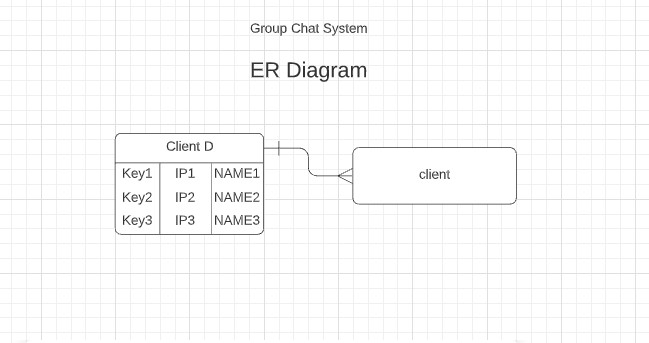 Group Chat System
ER Diagram
Client D
Key1 IP1 NAME1
Key2 IP2 NAME2
Key3 IP3 NAME3
client